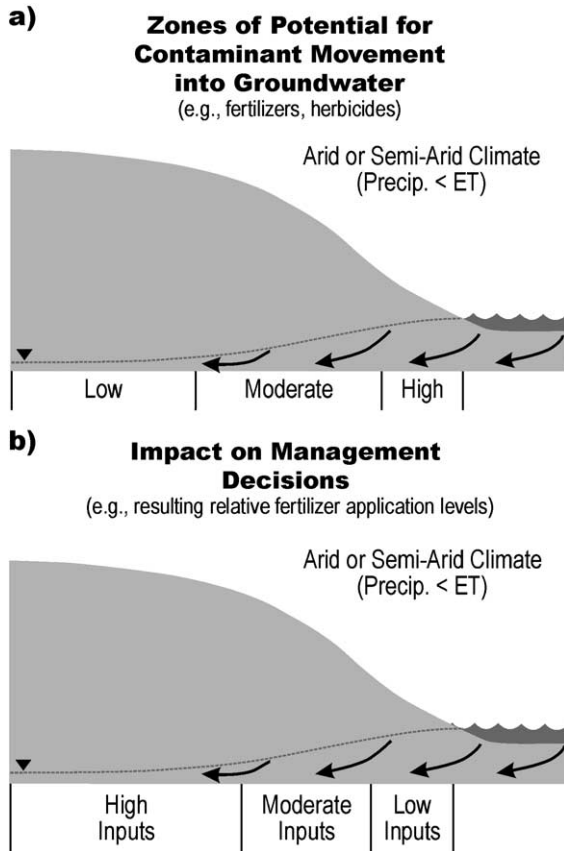 a)
Zones of Potential for
Contaminant Movement
into Groundwater
(e.g., fertilizers, herbicides)
Arid or Semi-Arid Climate
(Precip. < ET)
Low
Moderate
High
b)
Impact on Management
Decisions
(e.g., resulting relative fertilizer application levels)
Arid or Semi-Arid Climate
(Precip. < ET)
High
Inputs
Moderate
Inputs
Low
Inputs